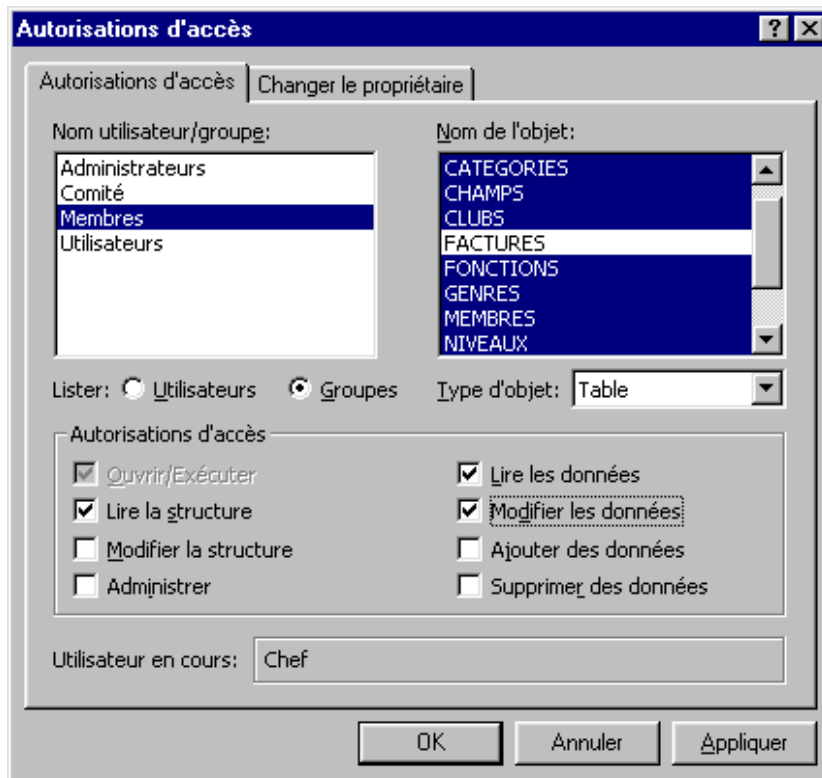 Autorisations d'accès
Autorisations d'accès
Changer le propriétaire
Nom utilisateur/groupe:
Administrateurs
Comité
Membres
Utilisateurs
Nom de l'objet:
CATEGORIES
CHAMPS
CLUBS
FACTURES
FONCTIONS
GENRES
MEMBRES
NIVEAUX
Lister: Utilisateurs Groupes
Type d'objet: Table
Autorisations d'accès
Ouvrir/Exécuter
Lire la structure
Modifier la structure
Administrer
Lire les données
Modifier les données
Ajouter des données
Supprimer des données
Utilisateur en cours: Chef
OK Annuler Appliquer